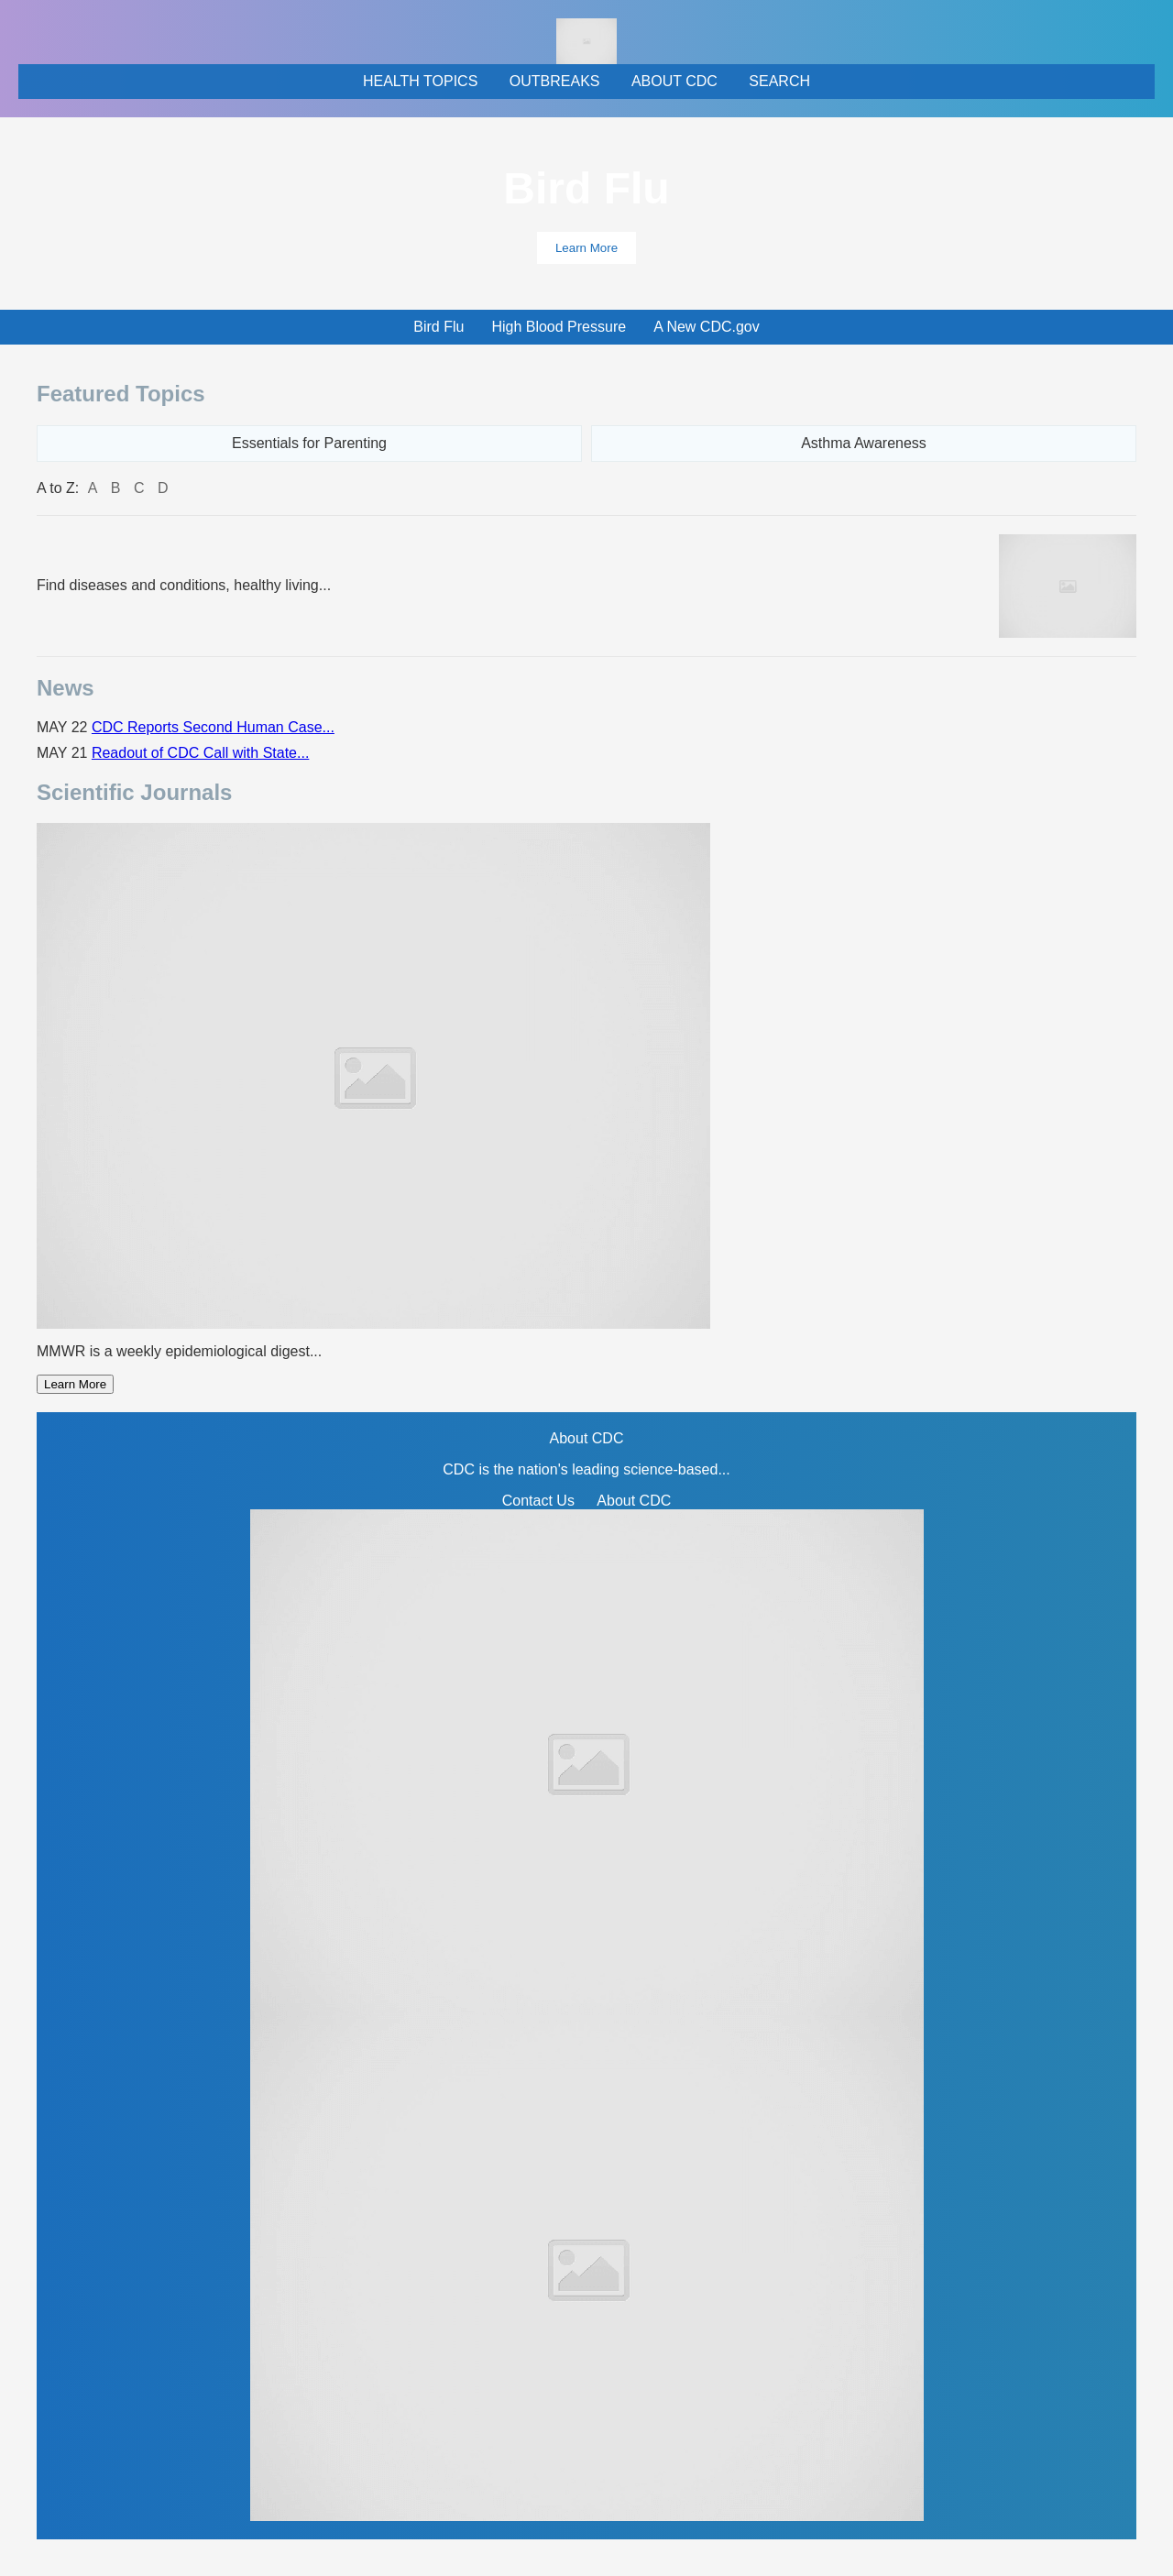 HEALTH TOPICS OUTBREAKS ABOUT CDC SEARCH
Bird Flu
Learn More
Bird Flu High Blood Pressure A New CDC.gov
Featured Topics
Essentials for Parenting Asthma Awareness
A to Z: A B C D
Find diseases and conditions, healthy living...
News
MAY 22 CDC Reports Second Human Case...
MAY 21 Readout of CDC Call with State...
Scientific Journals
MMWR is a weekly epidemiological digest...
Learn More
About CDC
CDC is the nation's leading science-based...
Contact Us About CDC